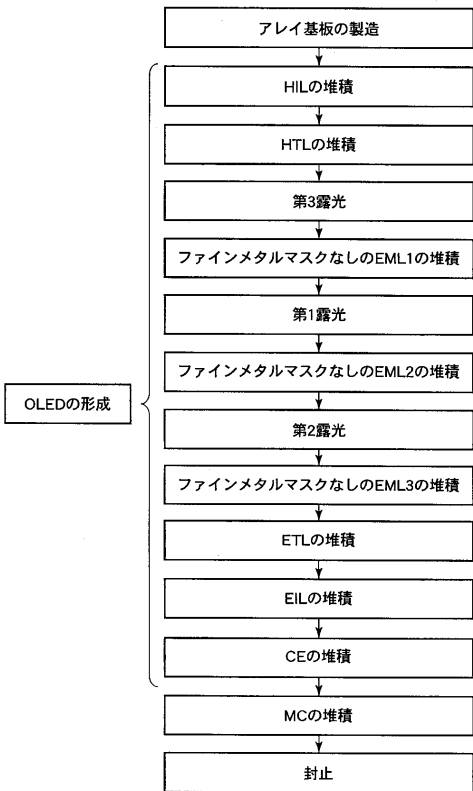 アレイ基板の製造
HILの堆積
HTLの堆積
第3露光
ファインメタルマスクなしのEML1の堆積
第1露光
ファインメタルマスクなしのEML2の堆積
OLEDの形成
第2露光
ファインメタルマスクなしのEML3の堆積
ETLの堆積
EILの堆積
CEの堆積
MCの堆積
封止